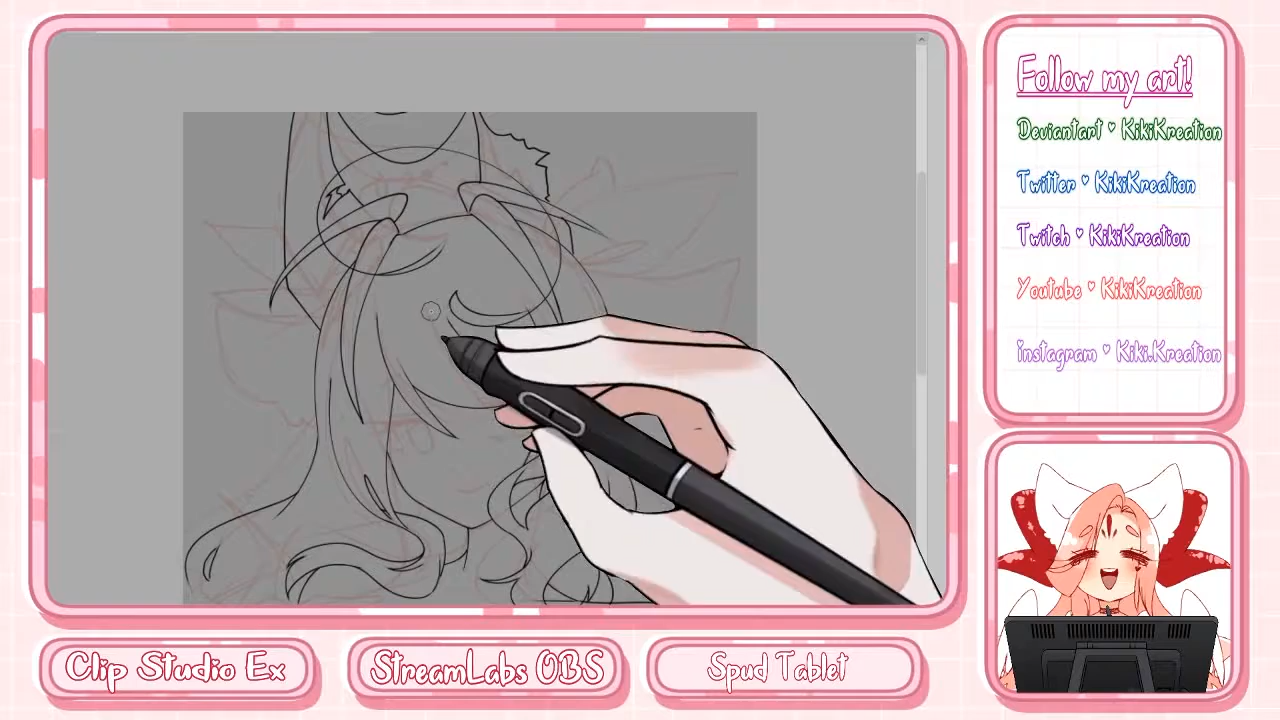 Follow my art!
Deviantart ♥ KikiKreation
Twitter ♥ KikiKreation
Twitch ♥ KikiKreation
Youtube ♥ KikiKreation
instagram ♥ Kiki.Kreation
Clip Studio Ex
StreamLabs OBS
Spud Tablet